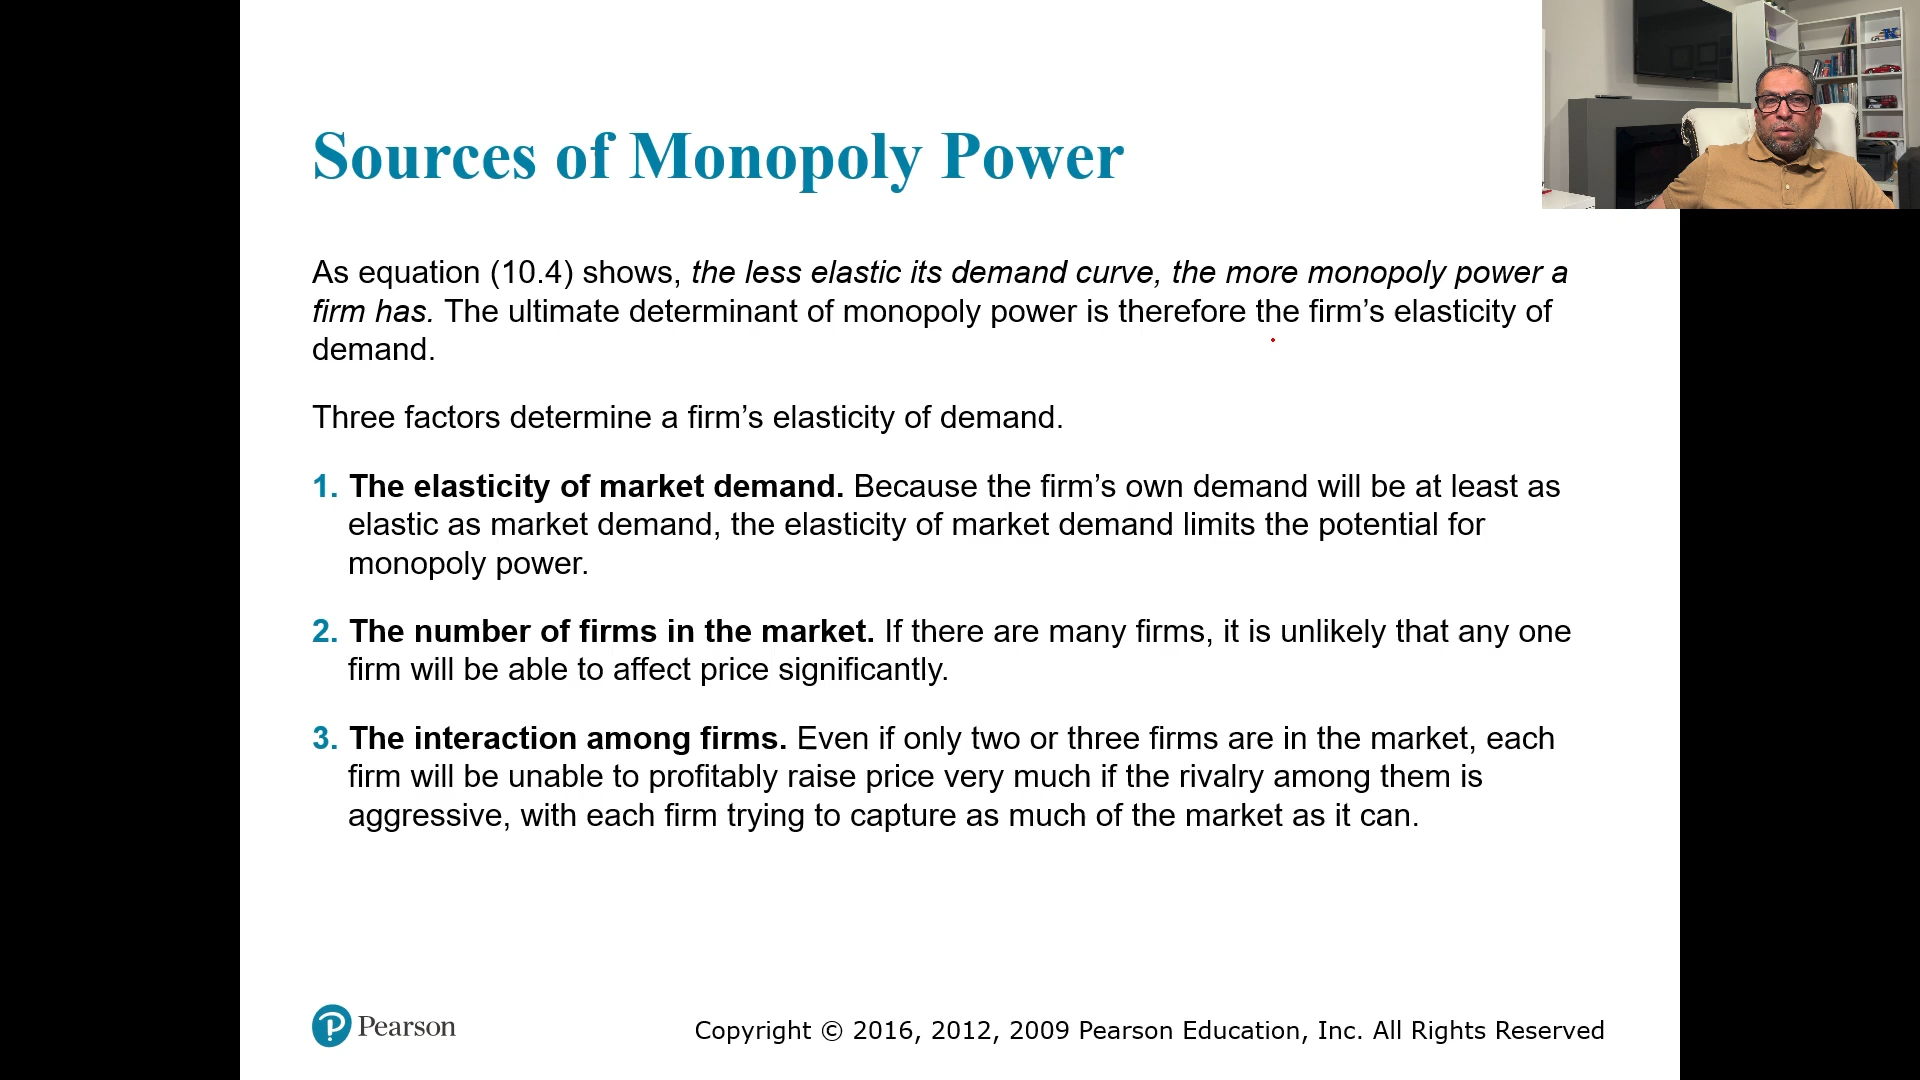 Sources of Monopoly Power
As equation (10.4) shows, the less elastic its demand curve, the more monopoly power a
firm has. The ultimate determinant of monopoly power is therefore the firm’s elasticity of
demand.
Three factors determine a firm’s elasticity of demand.
1. The elasticity of market demand. Because the firm’s own demand will be at least as
elastic as market demand, the elasticity of market demand limits the potential for
monopoly power.
2. The number of firms in the market. If there are many firms, it is unlikely that any one
firm will be able to affect price significantly.
3. The interaction among firms. Even if only two or three firms are in the market, each
firm will be unable to profitably raise price very much if the rivalry among them is
aggressive, with each firm trying to capture as much of the market as it can.
Pearson
Copyright © 2016, 2012, 2009 Pearson Education, Inc. All Rights Reserved